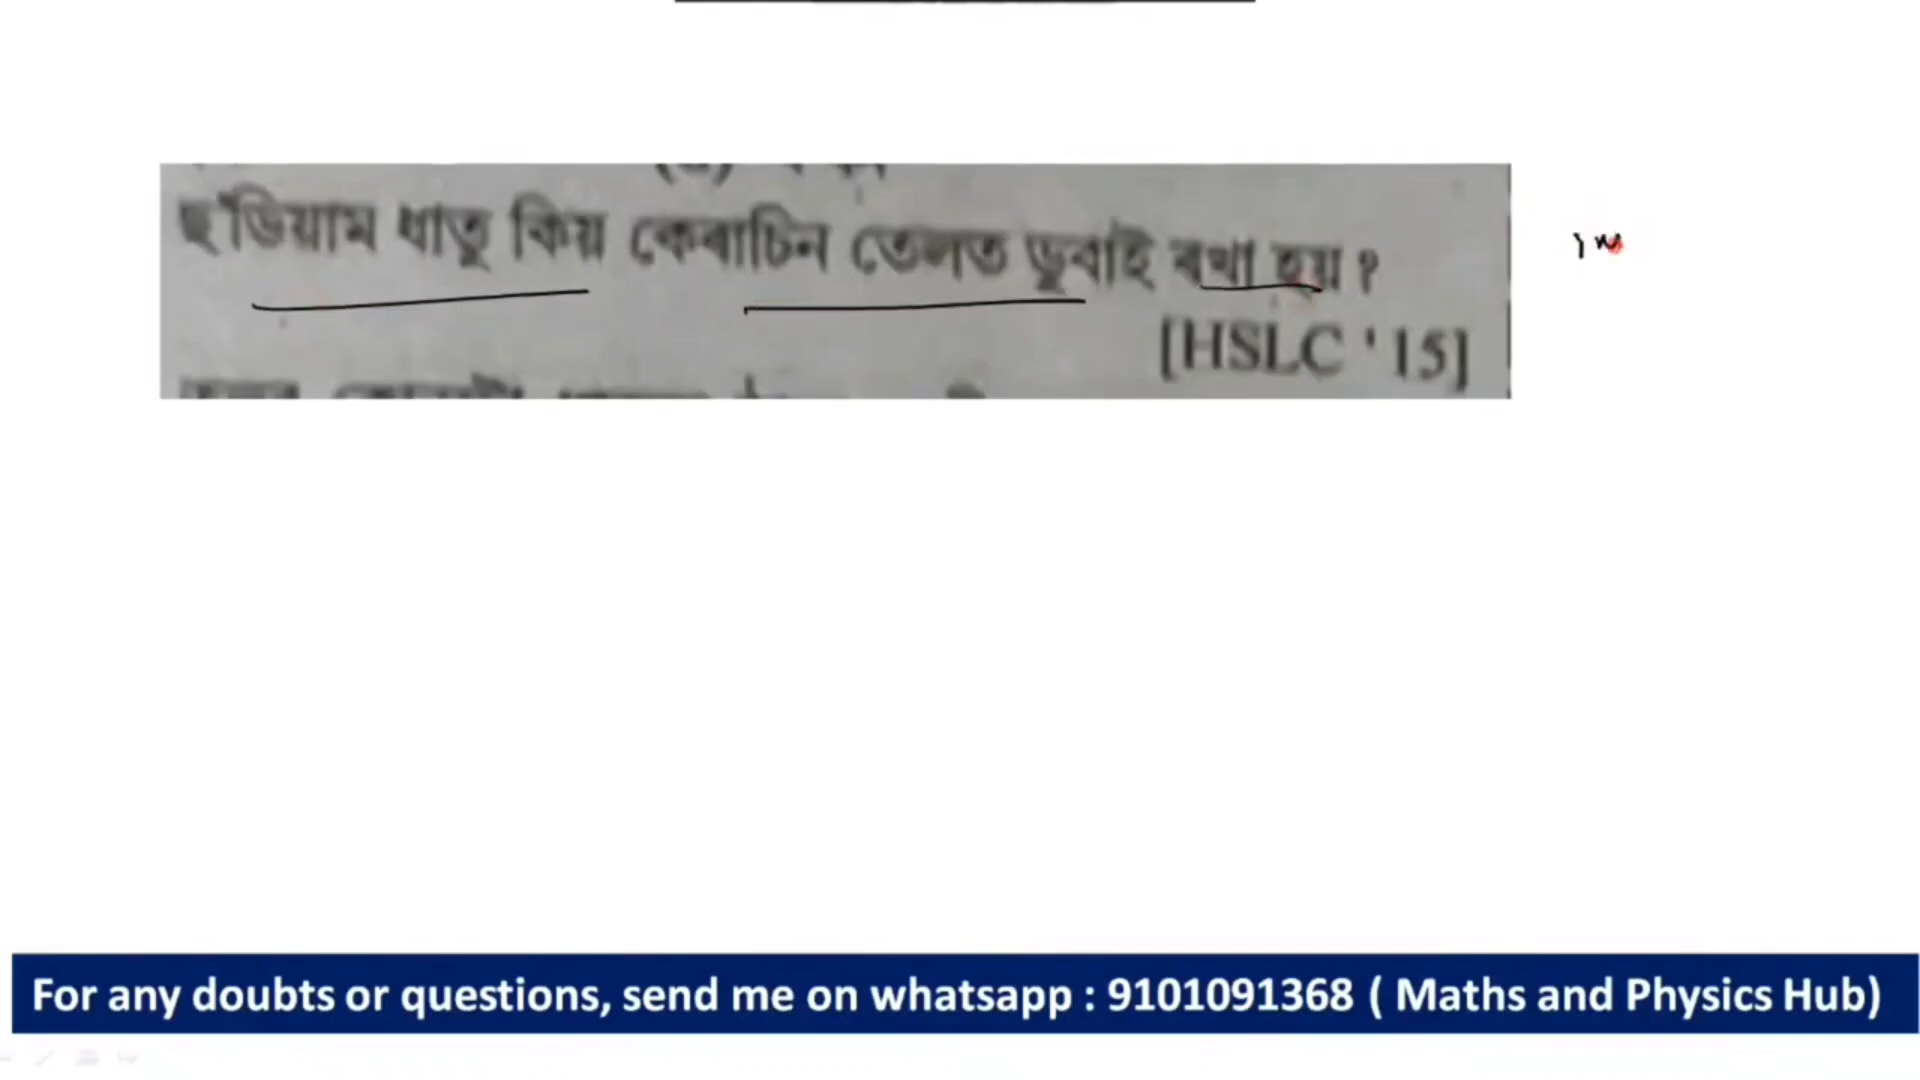 ছ'ডিয়াম ধাতু কিয় কেৰাচিন তেলত ডুবাই ৰখা হয় ?
[HSLC '15]
For any doubts or questions, send me on whatsapp : 9101091368 ( Maths and Physics Hub)